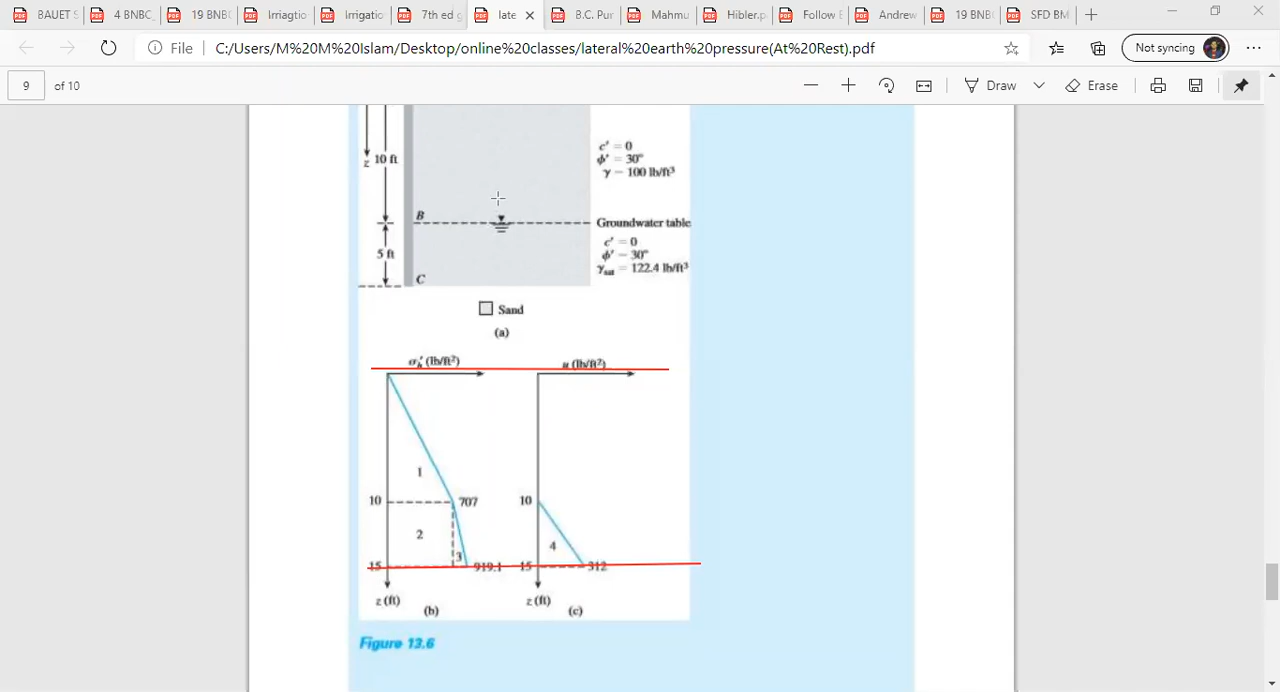 BAUET S
4 BNBC_
19 BNBC
Irriagtio
Irrigatio
7th ed g
late
B.C. Pur
Mahmu
Hibler.p
Follow B
Andrew
19 BNB
SFD BM
File
C:/Users/M%20M%20Islam/Desktop/online%20classes/lateral%20earth%20pressure(At%20Rest).pdf
Not syncing
9 of 10
Draw
Erase
z 10 ft
c′ = 0
ϕ′ = 30°
γ = 100 lb/ft³
B
Groundwater table
5 ft
c′ = 0
ϕ′ = 30°
γsat = 122.4 lb/ft³
C
Sand
(a)
σ′h (lb/ft²)
u (lb/ft²)
1
10
707
10
2
3
4
15
919.1
15
312
z (ft)
z (ft)
(b)
(c)
Figure 13.6